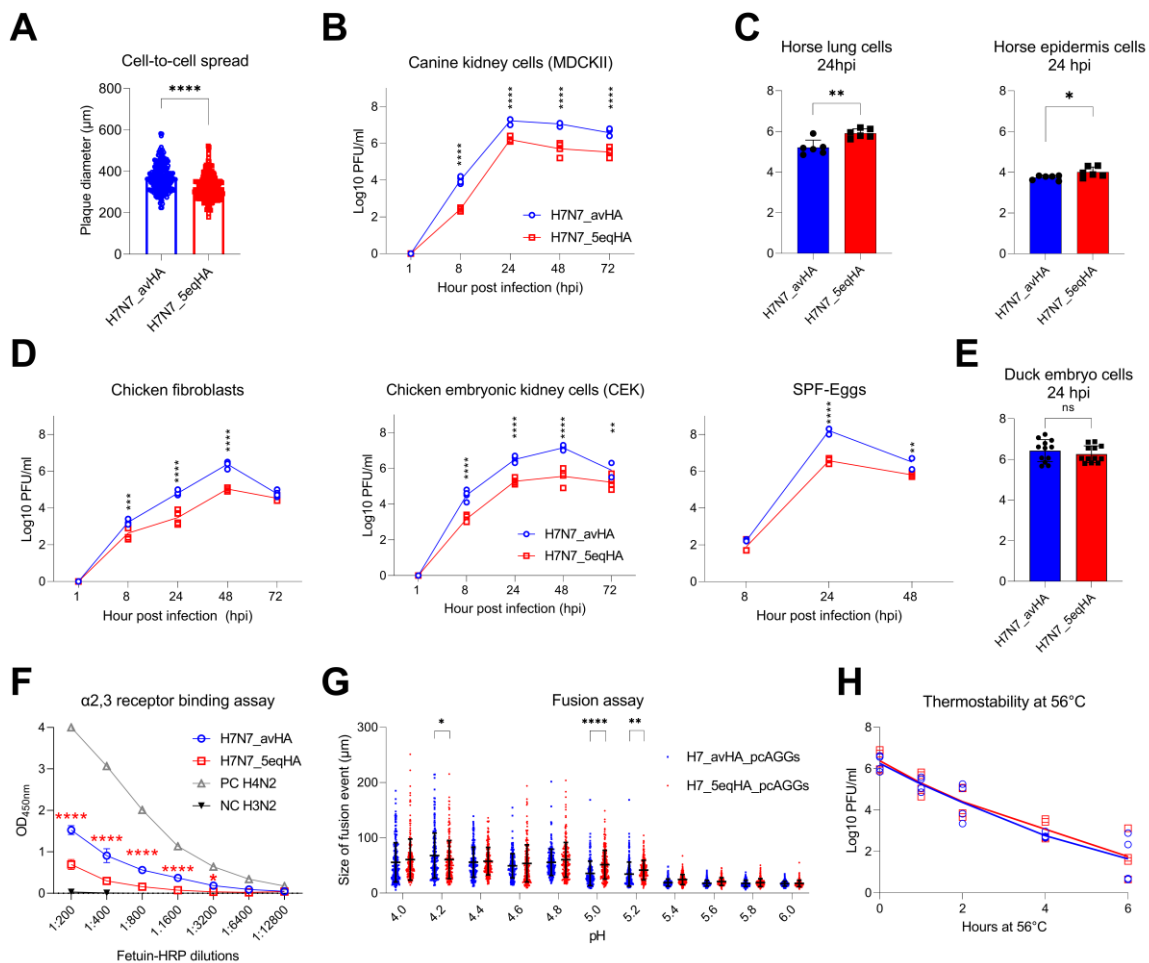 A
Cell-to-cell spread
****
Plaque diameter (µm)
800
600
400
200
0
H7N7_avHA
H7N7_5eqHA
B
Canine kidney cells (MDCKII)
Log10 PFU/ml
8
6
4
2
0
****
****
****
****
H7N7_avHA
H7N7_5eqHA
1
8
24
48
72
Hour post infection (hpi)
C
Horse lung cells
24hpi
**
8
6
4
2
0
H7N7_avHA
H7N7_5eqHA
Horse epidermis cells
24 hpi
*
8
6
4
2
0
H7N7_avHA
H7N7_5eqHA
D
Chicken fibroblasts
Log10 PFU/ml
8
6
4
2
0
***
****
****
1
8
24
48
72
Hour post infection (hpi)
Chicken embryonic kidney cells (CEK)
Log10 PFU/ml
8
6
4
2
0
****
****
****
**
H7N7_avHA
H7N7_5eqHA
1
8
24
48
72
Hour post infection (hpi)
SPF-Eggs
8
6
4
2
0
****
***
8
24
48
Hour post infection (hpi)
E
Duck embryo cells
24 hpi
ns
8
6
4
2
0
H7N7_avHA
H7N7_5eqHA
F
α2,3 receptor binding assay
OD450nm
4
3
2
1
0
H7N7_avHA
H7N7_5eqHA
PC H4N2
NC H3N2
****
****
****
****
*
1:200
1:400
1:800
1.1600
1:3200
1:6400
1:12800
Fetuin-HRP dilutions
G
Fusion assay
Size of fusion event (µm)
300
200
100
50
0
*
****
**
H7_avHA_pcAGGs
H7_5eqHA_pcAGGs
4.0
4.2
4.4
4.6
4.8
5.0
5.2
5.4
5.6
5.8
6.0
pH
H
Thermostability at 56°C
Log10 PFU/ml
8
6
4
2
0
0
2
4
6
Hours at 56°C